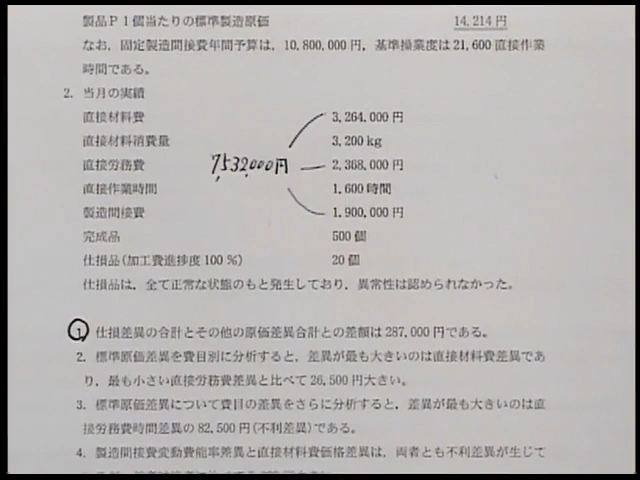 製品P1個当たりの標準製造原価 14,214円
なお，固定製造間接費年間予算は，10,800,000円，基準操業度は21,600直接作業
時間である。
2. 当月の実績
直接材料費 3,264,000円
直接材料消費量 3,200kg
直接労務費 7,532,000円 2,368,000円
直接作業時間 1,600時間
製造間接費 1,900,000円
完成品 500個
仕損品(加工費進捗度100%) 20個
仕損品は，全て正常な状態のもと発生しており，異常性は認められなかった。
1. 仕損差異の合計とその他の原価差異合計との差額は287,000円である。
2. 標準原価差異を費目別に分析すると，差異が最も大きいのは直接材料費差異であ
り，最も小さい直接労務費差異と比べて26,500円大きい。
3. 標準原価差異について費目の差異をさらに分析すると，差異が最も大きいのは直
接労務費時間差異の82,500円(不利差異)である。
4. 製造間接費変動費能率差異と直接材料費価格差異は，両者とも不利差異が生じて